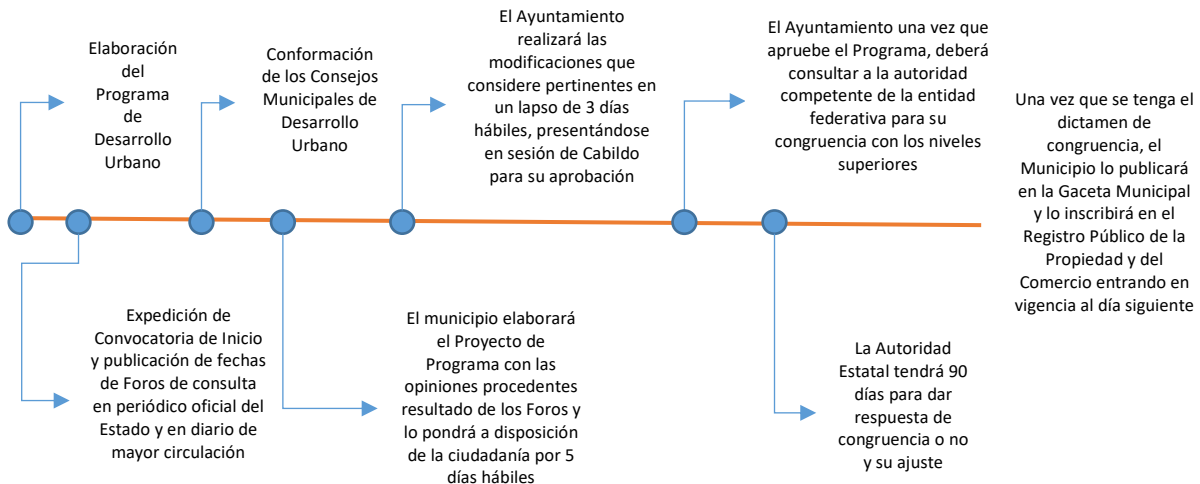 Elaboración
del
Programa
de
Desarrollo
Urbano
Expedición de
Convocatoria de Inicio
y publicación de fechas
de Foros de consulta
en periódico oficial del
Estado y en diario de
mayor circulación
Conformación
de los Consejos
Municipales de
Desarrollo
Urbano
El municipio elaborará
el Proyecto de
Programa con las
opiniones procedentes
resultado de los Foros y
lo pondrá a disposición
de la ciudadanía por 5
días hábiles
El Ayuntamiento
realizará las
modificaciones que
considere pertinentes en
un lapso de 3 días
hábiles, presentándose
en sesión de Cabildo
para su aprobación
El Ayuntamiento una vez que
apruebe el Programa, deberá
consultar a la autoridad
competente de la entidad
federativa para su
congruencia con los niveles
superiores
La Autoridad
Estatal tendrá 90
días para dar
respuesta de
congruencia o no
y su ajuste
Una vez que se tenga el
dictamen de
congruencia, el
Municipio lo publicará
en la Gaceta Municipal
y lo inscribirá en el
Registro Público de la
Propiedad y del
Comercio entrando en
vigencia al día siguiente